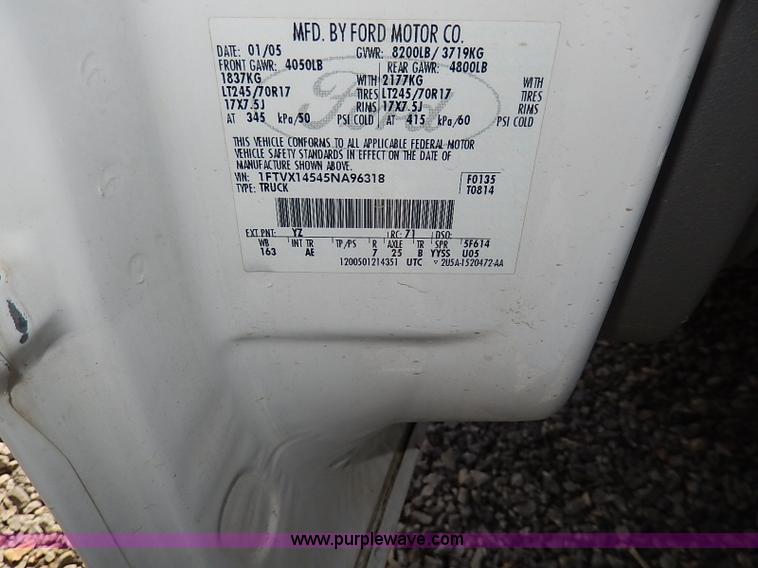 MFD. BY FORD MOTOR CO.
DATE: 01/05 GVWR: 8200LB/ 3719KG
FRONT GAWR: 4050LB REAR GAWR: 4800LB
1837KG WITH 2177KG WITH
LT245/70R17 TIRES LT245/70R17 TIRES
17X7.5J RIMS 17X7.5J RIMS
AT 345 kPa/50 PSI COLD AT 415 kPa/60 PSI COLD
Ford
THIS VEHICLE CONFORMS TO ALL APPLICABLE FEDERAL MOTOR
VEHICLE SAFETY STANDARDS IN EFFECT ON THE DATE OF
MANUFACTURE SHOWN ABOVE.
VIN: 1FTVX14545NA96318 F0135
TYPE: TRUCK T0814
EXT PNT: YZ RC: 71 DSO:
WB INT TR TP/PS R AXLE TR SPR 5F614
163 AE 7 25 B YYSS U05
1200501214351 UTC 2U5A-1520472-AA
www.purplewave.com